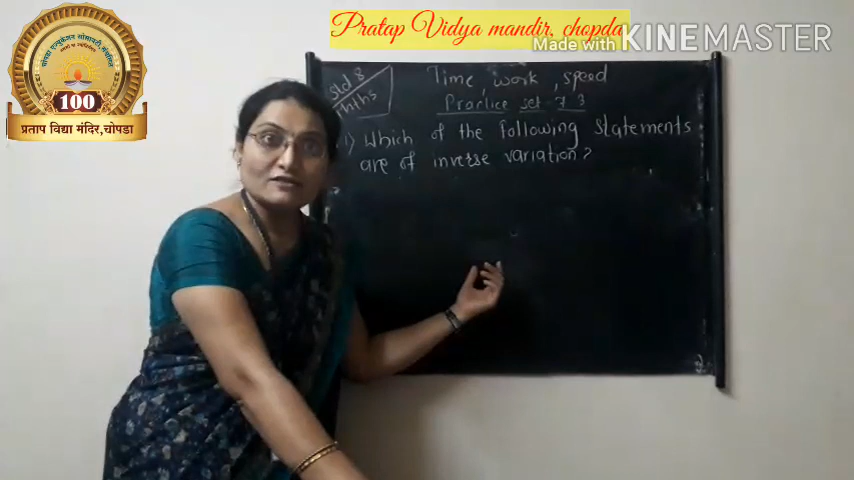 Pratap Vidya mandir, chopda
Made with KINEMASTER
100
प्रताप विद्या मंदिर,चोपडा
Std 8
Mths
Time, work, speed
Practice set 7.3
1) Which of the following statements
are of inverse variation?